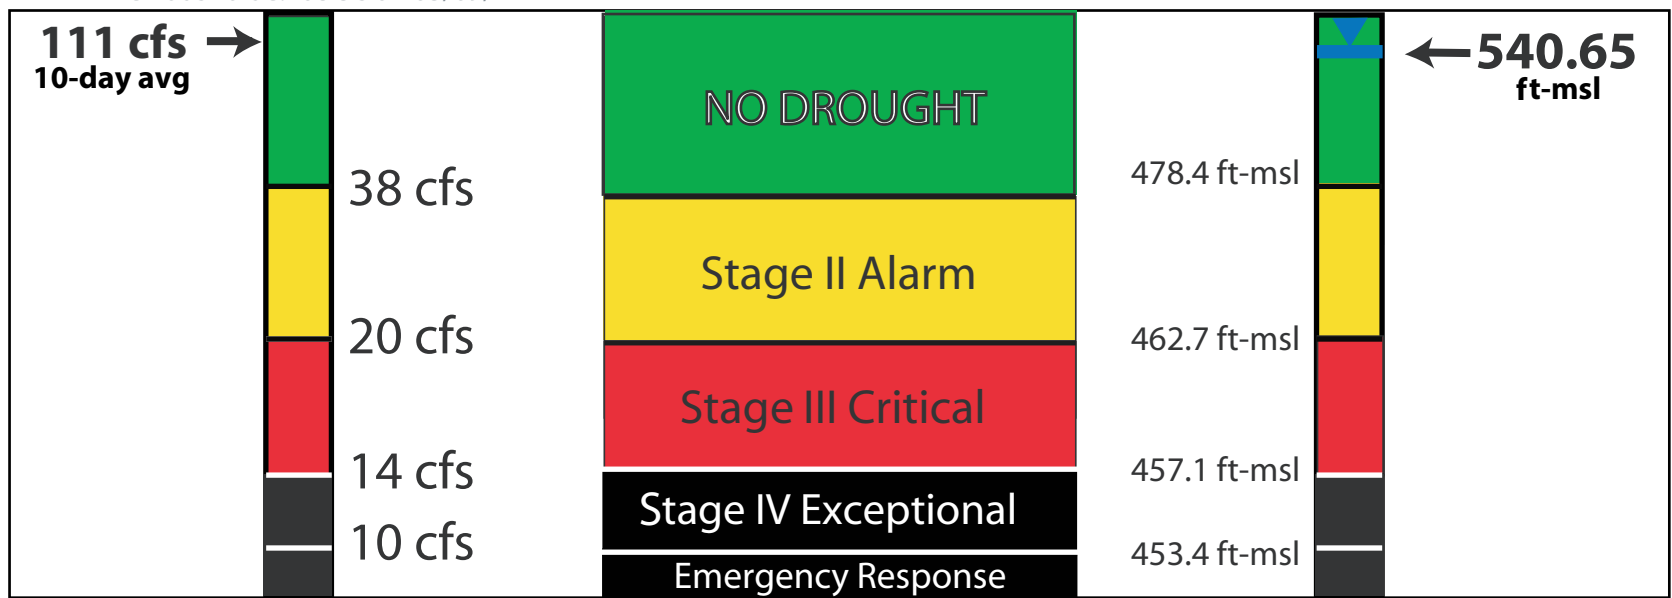 111 cfs
10-day avg
38 cfs
20 cfs
14 cfs
10 cfs
NO DROUGHT
Stage II Alarm
Stage III Critical
Stage IV Exceptional
Emergency Response
540.65
ft-msl
478.4 ft-msl
462.7 ft-msl
457.1 ft-msl
453.4 ft-msl